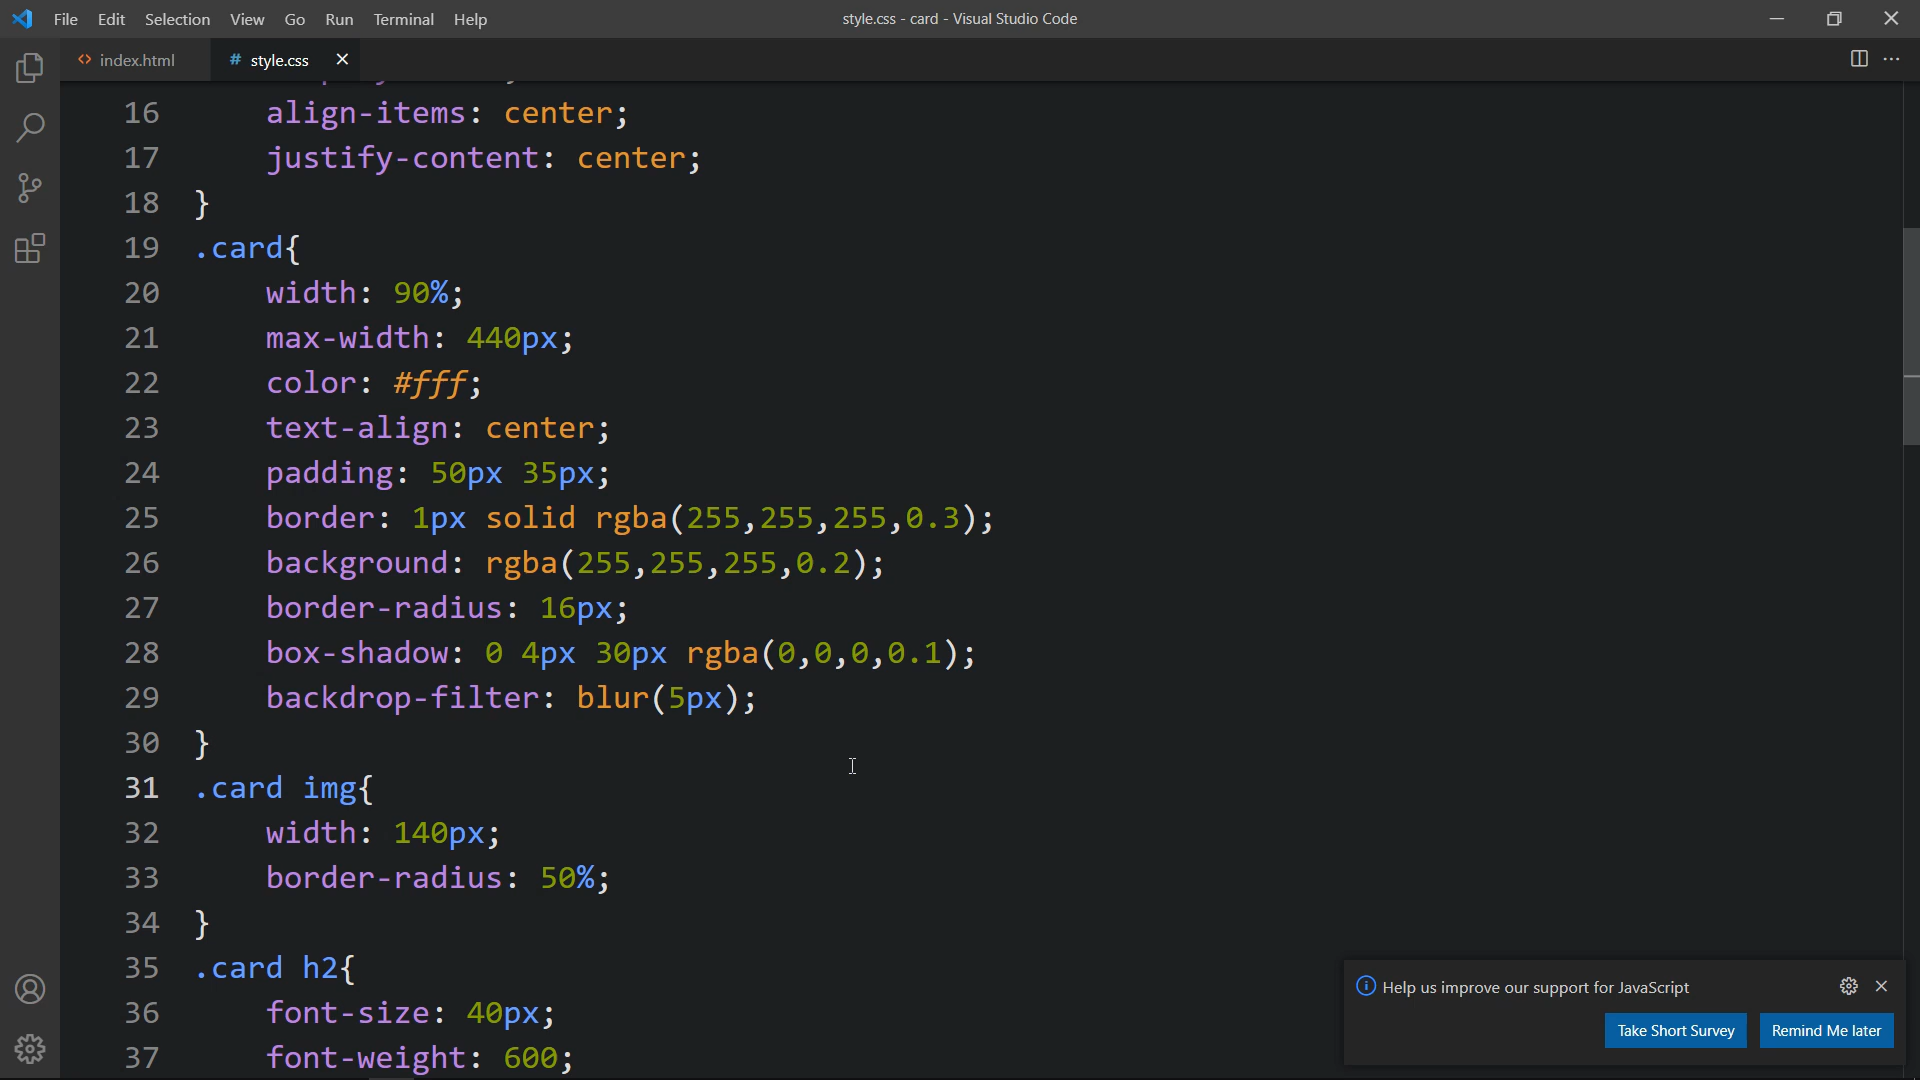 File Edit Selection View Go Run Terminal Help
style.css - card - Visual Studio Code
index.html
# style.css
16 align-items: center;
17 justify-content: center;
18 }
19 .card{
20 width: 90%;
21 max-width: 440px;
22 color: #fff;
23 text-align: center;
24 padding: 50px 35px;
25 border: 1px solid rgba(255,255,255,0.3);
26 background: rgba(255,255,255,0.2);
27 border-radius: 16px;
28 box-shadow: 0 4px 30px rgba(0,0,0,0.1);
29 backdrop-filter: blur(5px);
30 }
31 .card img{
32 width: 140px;
33 border-radius: 50%;
34 }
35 .card h2{
36 font-size: 40px;
37 font-weight: 600;
Help us improve our support for JavaScript
Take Short Survey
Remind Me later